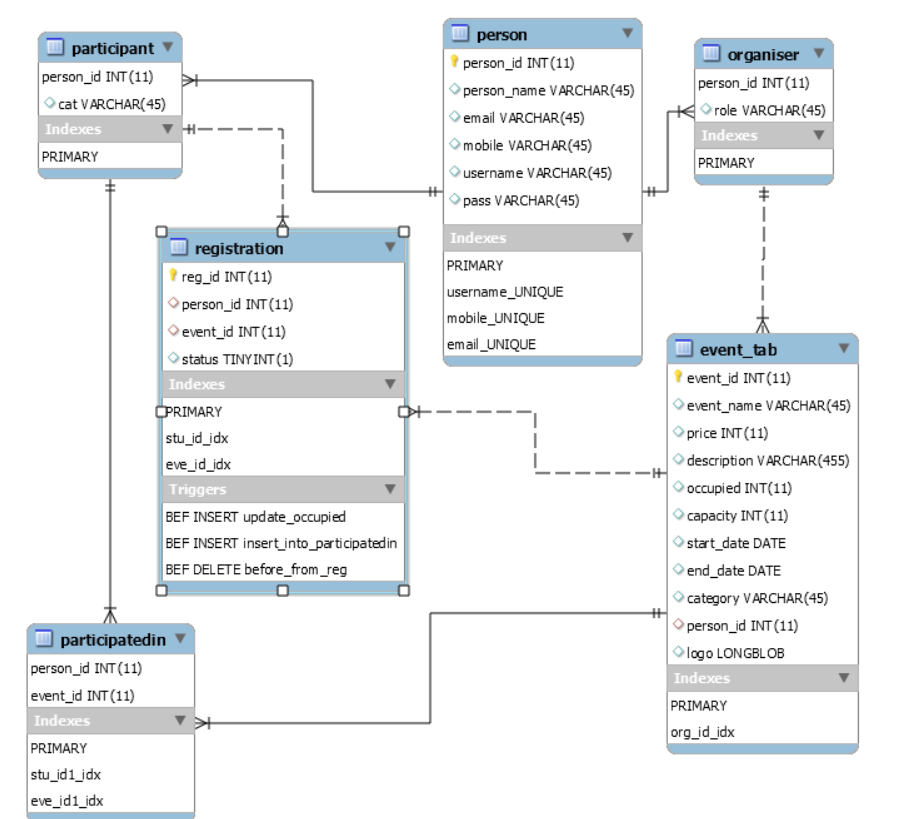 participant
person_id INT(11)
cat VARCHAR(45)
Indexes
PRIMARY
person
person_id INT(11)
person_name VARCHAR(45)
email VARCHAR(45)
mobile VARCHAR(45)
username VARCHAR(45)
pass VARCHAR(45)
Indexes
PRIMARY
username_UNIQUE
mobile_UNIQUE
email_UNIQUE
organiser
person_id INT(11)
role VARCHAR(45)
Indexes
PRIMARY
registration
reg_id INT(11)
person_id INT(11)
event_id INT(11)
status TINYINT(1)
Indexes
PRIMARY
stu_id_idx
eve_id_idx
Triggers
BEF INSERT update_occupied
BEF INSERT insert_into_participatedin
BEF DELETE before_from_reg
event_tab
event_id INT(11)
event_name VARCHAR(45)
price INT(11)
description VARCHAR(455)
occupied INT(11)
capacity INT(11)
start_date DATE
end_date DATE
category VARCHAR(45)
person_id INT(11)
logo LONGBLOB
Indexes
PRIMARY
org_id_idx
participatedin
person_id INT(11)
event_id INT(11)
Indexes
PRIMARY
stu_id1_idx
eve_id1_idx